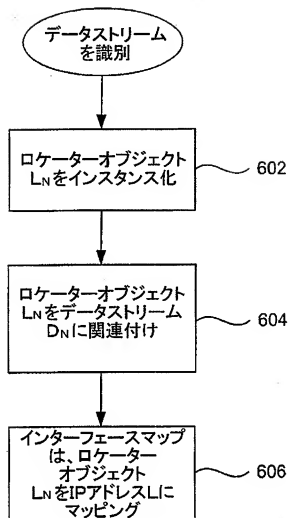 データストリーム
を識別
ロケーターオブジェクト
LNをインスタンス化
602
ロケーターオブジェクト
LNをデータストリーム
DNに関連付け
604
インターフェースマップ
は、ロケーター
オブジェクト
LNをIPアドレスLに
マッピング
606